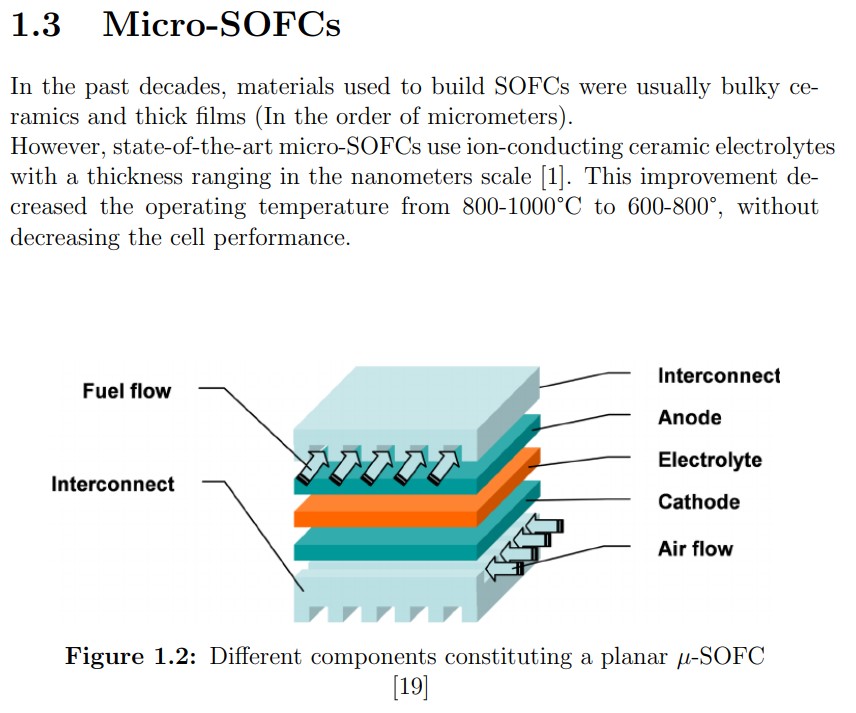 1.3 Micro-SOFCs
In the past decades, materials used to build SOFCs were usually bulky ce-
ramics and thick films (In the order of micrometers).
However, state-of-the-art micro-SOFCs use ion-conducting ceramic electrolytes
with a thickness ranging in the nanometers scale [1]. This improvement de-
creased the operating temperature from 800-1000°C to 600-800°, without
decreasing the cell performance.
Fuel flow
Interconnect
Interconnect
Anode
Electrolyte
Cathode
Air flow
Figure 1.2: Different components constituting a planar μ-SOFC
[19]